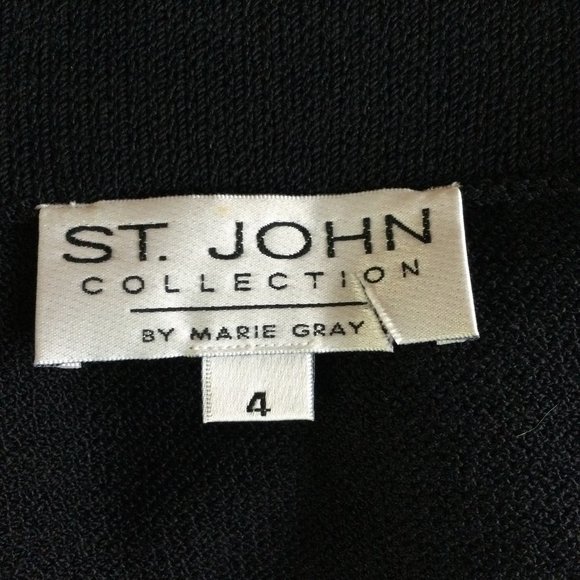 ST. JOHN
COLLECTION
BY MARIE GRAY
4